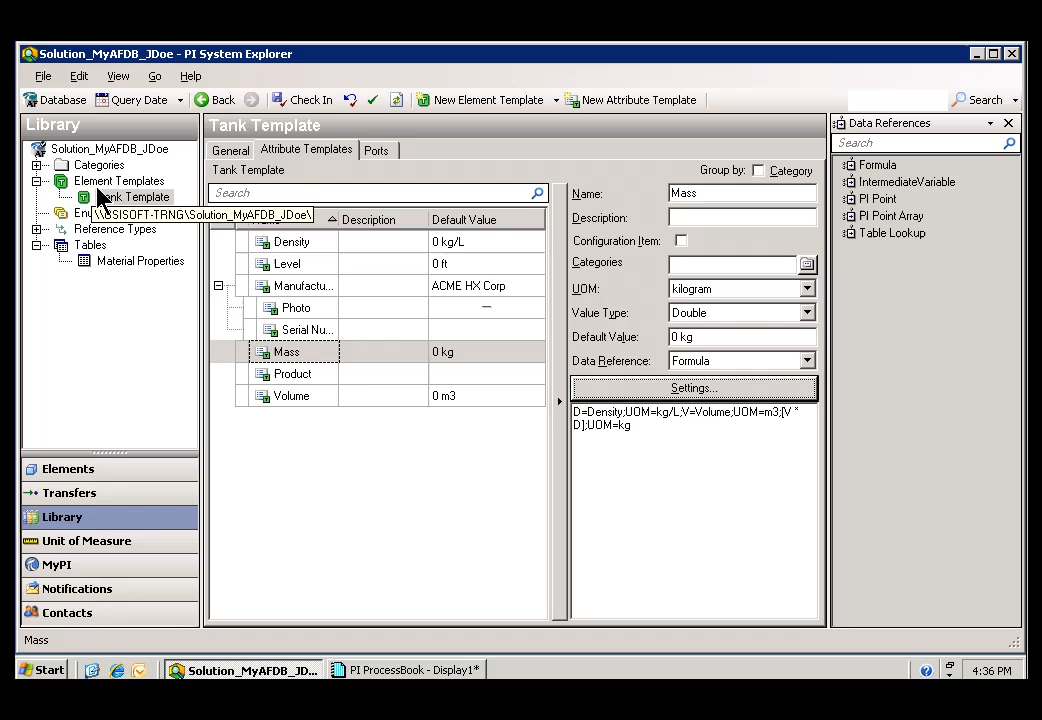 Solution_MyAFDB_JDoe - PI System Explorer
File Edit View Go Help
Database Query Date Back Check In New Element Template New Attribute Template Search
Library
Solution_MyAFDB_JDoe
Categories
Element Templates
Tank Template
\\OSISOFT-TRNG\Solution_MyAFDB_JDoe\
Reference Types
Tables
Material Properties
Elements
Transfers
Library
Unit of Measure
MyPI
Notifications
Contacts
Tank Template
General Attribute Templates Ports
Tank Template
Group by: Category
Search
Description Default Value
Density 0 kg/L
Level 0 ft
Manufactu... ACME HX Corp
Photo
Serial Nu...
Mass 0 kg
Product
Volume 0 m3
Name: Mass
Description:
Configuration Item:
Categories
UOM: kilogram
Value Type: Double
Default Value: 0 kg
Data Reference: Formula
Settings...
D=Density;UOM=kg/L;V=Volume;UOM=m3;[V *
D];UOM=kg
Data References
Search
Formula
IntermediateVariable
PI Point
PI Point Array
Table Lookup
Mass
Start Solution_MyAFDB_JD... PI ProcessBook - Display1* 4:36 PM